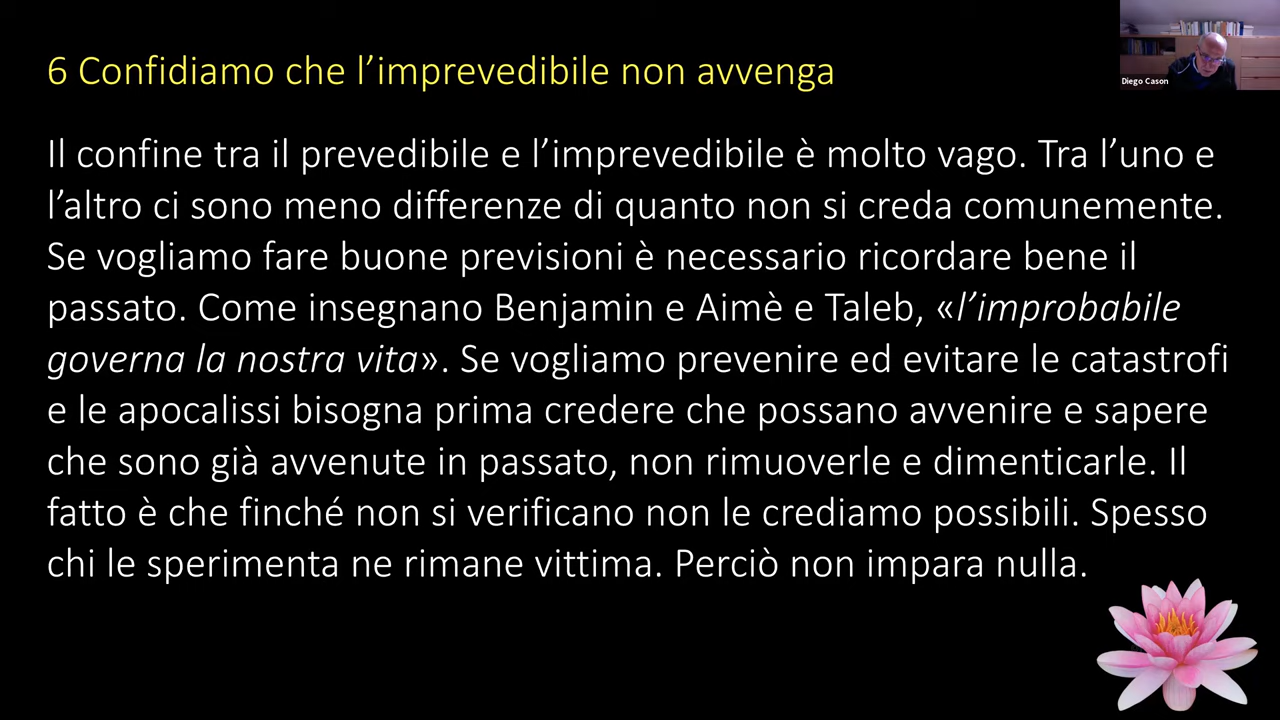 6 Confidiamo che l’imprevedibile non avvenga
Diego Cason
Il confine tra il prevedibile e l’imprevedibile è molto vago. Tra l’uno e
l’altro ci sono meno differenze di quanto non si creda comunemente.
Se vogliamo fare buone previsioni è necessario ricordare bene il
passato. Come insegnano Benjamin e Aimè e Taleb, «l’improbabile
governa la nostra vita». Se vogliamo prevenire ed evitare le catastrofi
e le apocalissi bisogna prima credere che possano avvenire e sapere
che sono già avvenute in passato, non rimuoverle e dimenticarle. Il
fatto è che finché non si verificano non le crediamo possibili. Spesso
chi le sperimenta ne rimane vittima. Perciò non impara nulla.